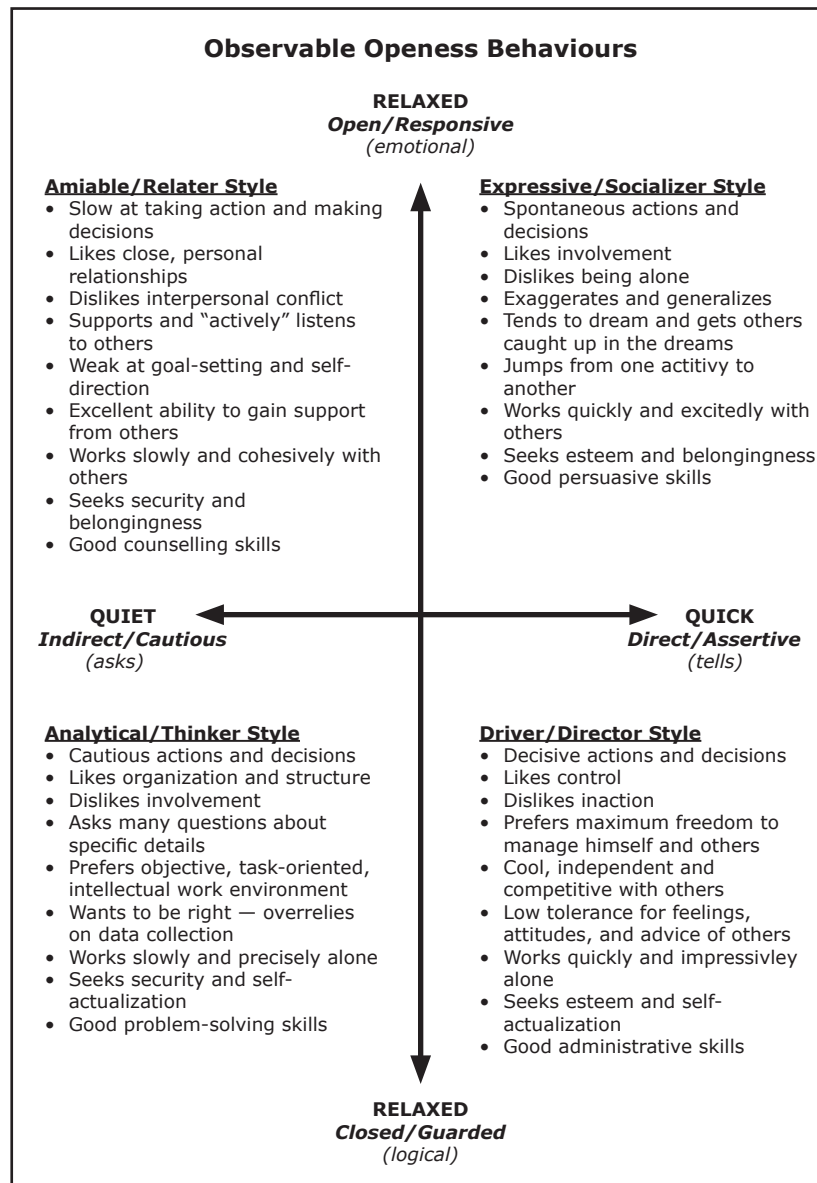 Observable Openess Behaviours
RELAXED
Open/Responsive
(emotional)
Amiable/Relater Style
• Slow at taking action and making
decisions
• Likes close, personal
relationships
• Dislikes interpersonal conflict
• Supports and “actively” listens
to others
• Weak at goal-setting and self-
direction
• Excellent ability to gain support
from others
• Works slowly and cohesively with
others
• Seeks security and
belongingness
• Good counselling skills
Expressive/Socializer Style
• Spontaneous actions and
decisions
• Likes involvement
• Dislikes being alone
• Exaggerates and generalizes
• Tends to dream and gets others
caught up in the dreams
• Jumps from one actitivy to
another
• Works quickly and excitedly with
others
• Seeks esteem and belongingness
• Good persuasive skills
QUIET
Indirect/Cautious
(asks)
QUICK
Direct/Assertive
(tells)
Analytical/Thinker Style
• Cautious actions and decisions
• Likes organization and structure
• Dislikes involvement
• Asks many questions about
specific details
• Prefers objective, task-oriented,
intellectual work environment
• Wants to be right — overrelies
on data collection
• Works slowly and precisely alone
• Seeks security and self-
actualization
• Good problem-solving skills
Driver/Director Style
• Decisive actions and decisions
• Likes control
• Dislikes inaction
• Prefers maximum freedom to
manage himself and others
• Cool, independent and
competitive with others
• Low tolerance for feelings,
attitudes, and advice of others
• Works quickly and impressivley
alone
• Seeks esteem and self-
actualization
• Good administrative skills
RELAXED
Closed/Guarded
(logical)